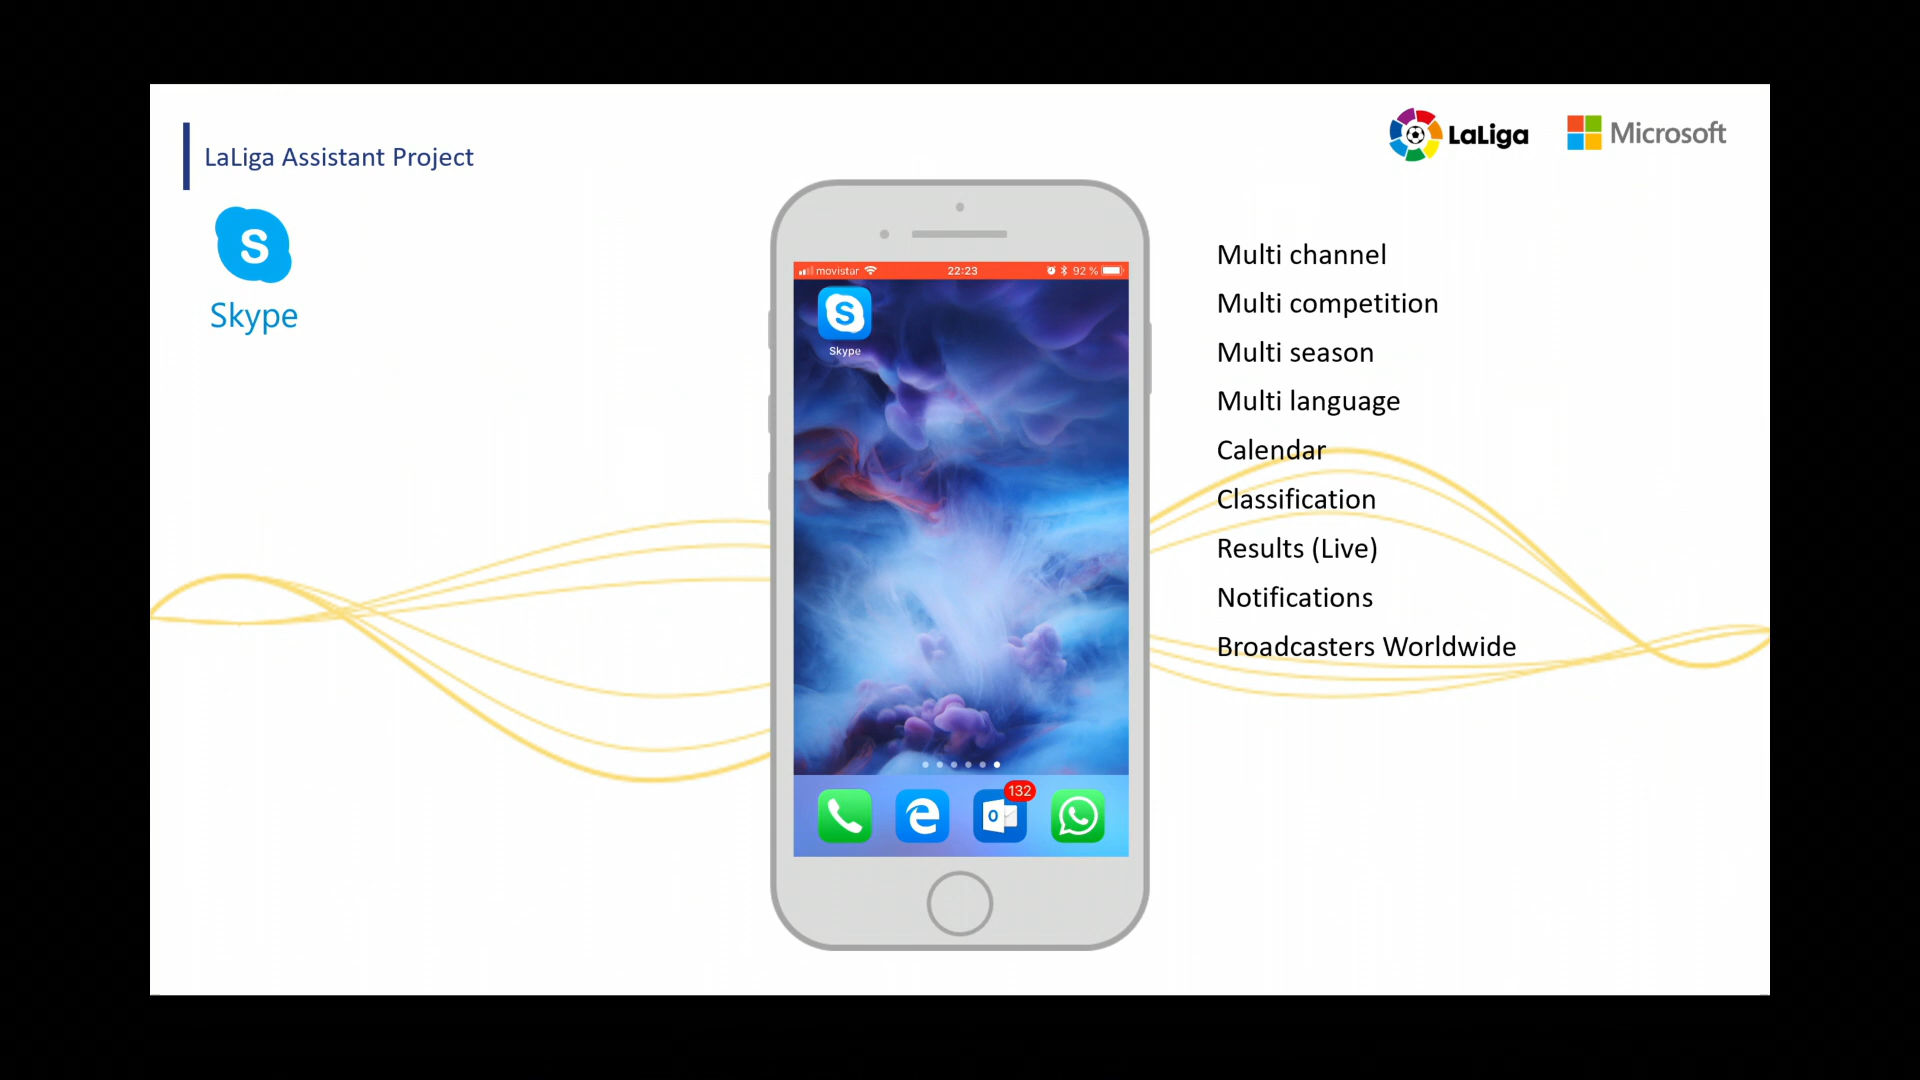 LaLiga Assistant Project
LaLiga
Microsoft
S
Skype
movistar
22:23
92 %
S
Skype
132
O
Multi channel
Multi competition
Multi season
Multi language
Calendar
Classification
Results (Live)
Notifications
Broadcasters Worldwide